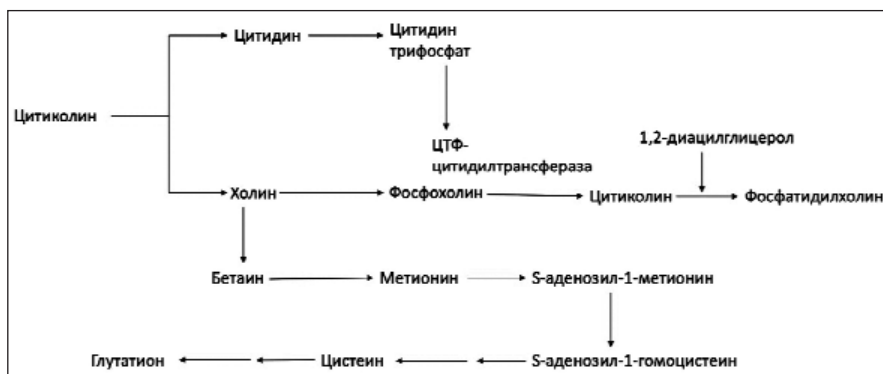 Цитидин
Цитидин
трифосфат
Цитиколин
ЦТФ-
цитидилтрансфераза
1,2-диацилглицерол
Холин
Фосфохолин
Цитиколин
Фосфатидилхолин
Бетаин
Метионин
S-аденозил-1-метионин
Глутатион
Цистеин
S-аденозил-1-гомоцистеин